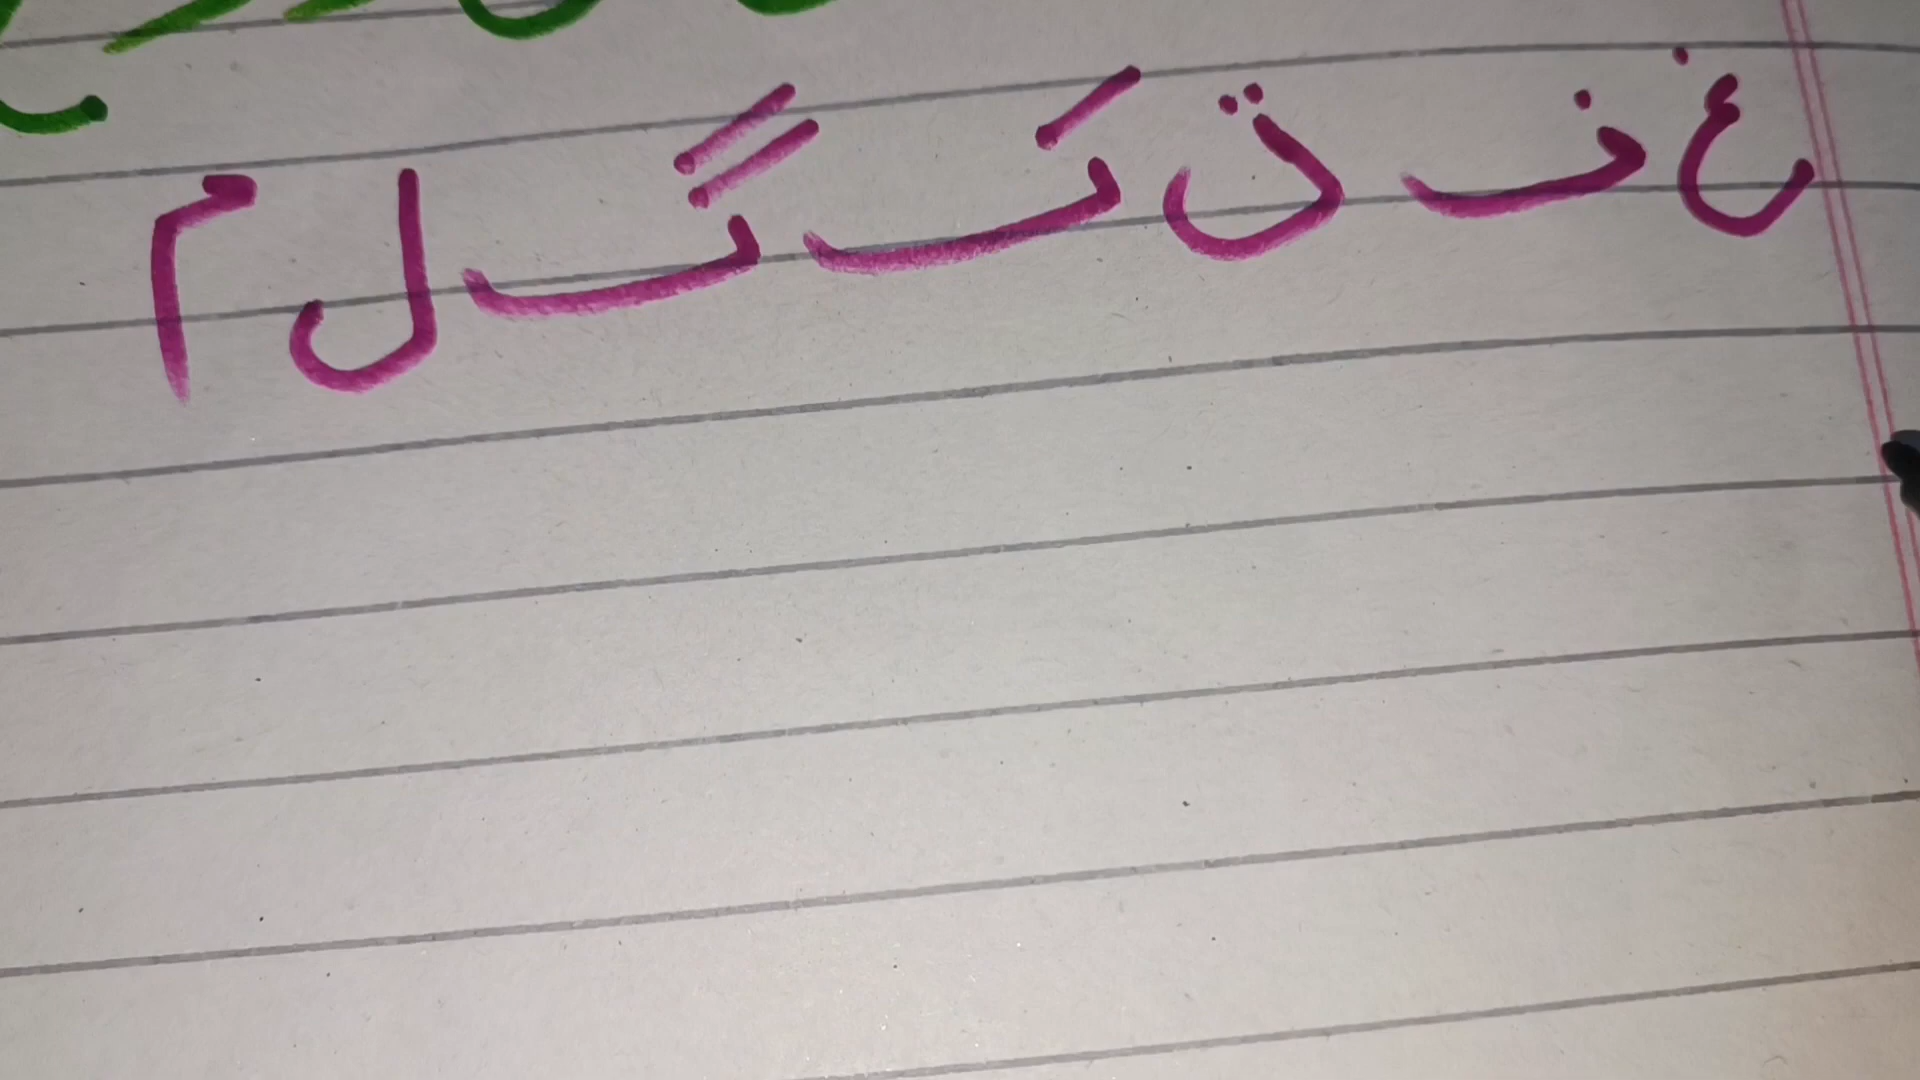 غ ف ق ک گ ل م